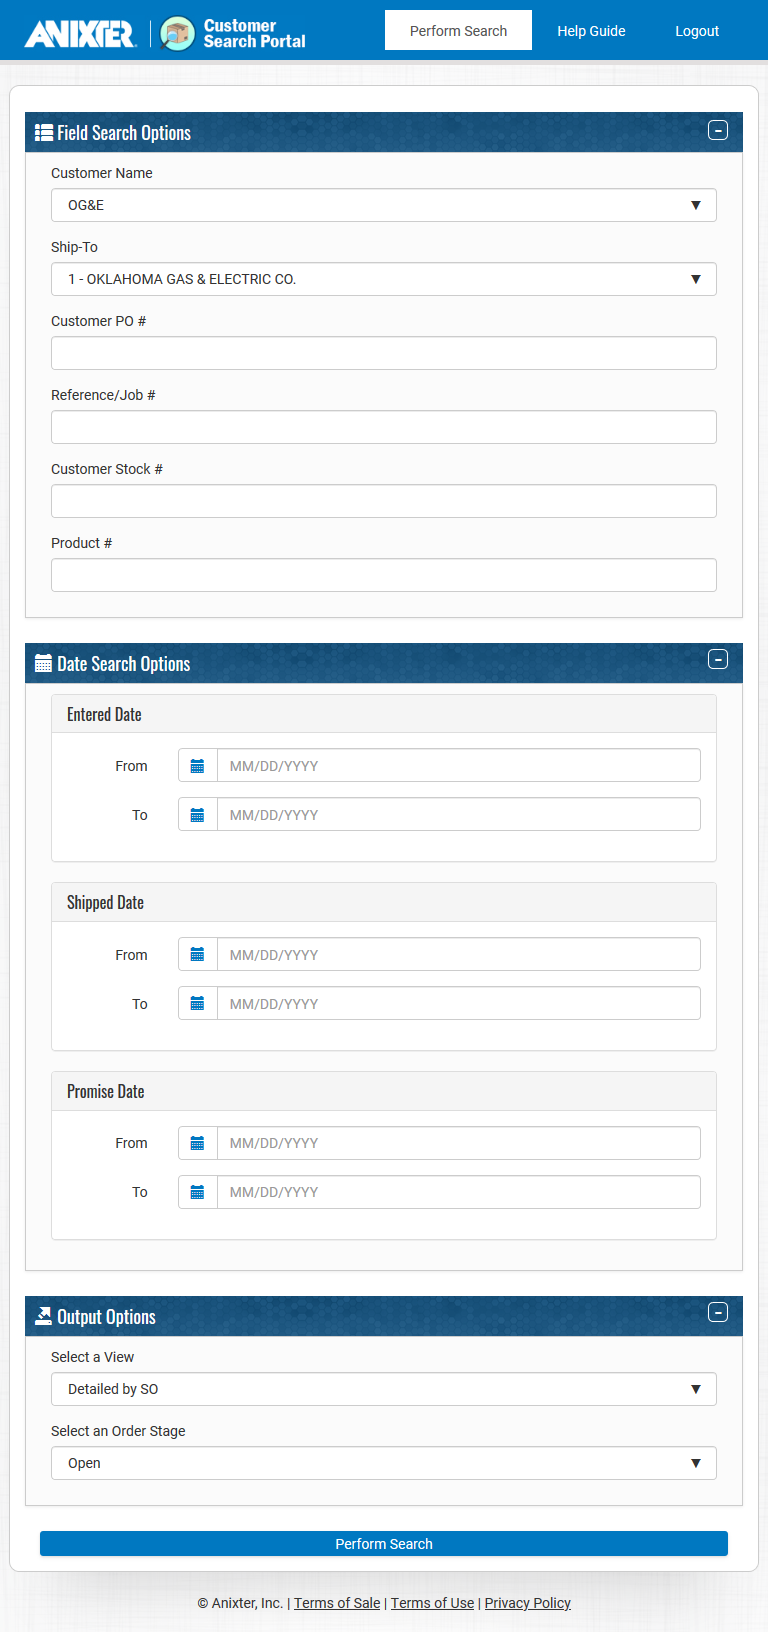 ANIXTER
Customer
Search Portal
Perform Search
Help Guide
Logout
Field Search Options
Customer Name
OG&E
Ship-To
1 - OKLAHOMA GAS & ELECTRIC CO.
Customer PO #
Reference/Job #
Customer Stock #
Product #
Date Search Options
Entered Date
From
MM/DD/YYYY
To
MM/DD/YYYY
Shipped Date
From
MM/DD/YYYY
To
MM/DD/YYYY
Promise Date
From
MM/DD/YYYY
To
MM/DD/YYYY
Output Options
Select a View
Detailed by SO
Select an Order Stage
Open
Perform Search
© Anixter, Inc. | Terms of Sale | Terms of Use | Privacy Policy